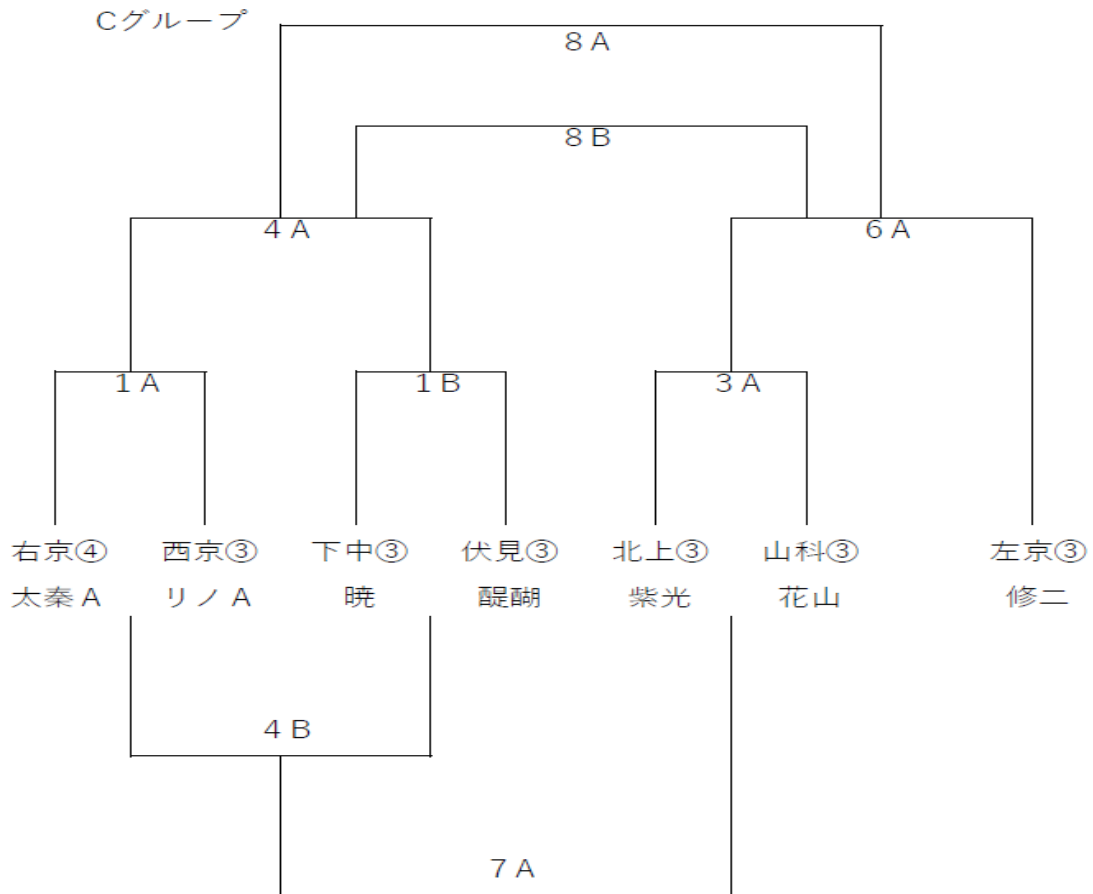 Cグループ
８Ａ
８Ｂ
４Ａ
６Ａ
１Ａ
１Ｂ
３Ａ
右京④
西京③
下中③
伏見③
北上③
山科③
左京③
太秦Ａ
リノＡ
暁
醍醐
紫光
花山
修二
４Ｂ
７Ａ